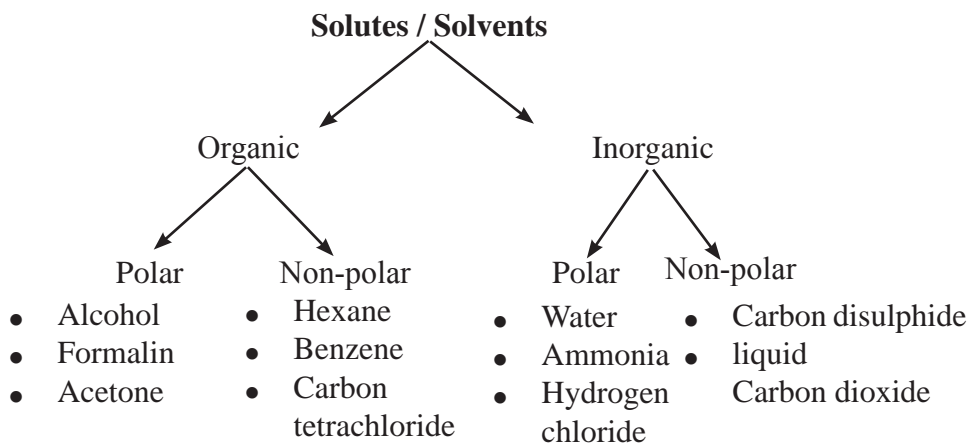 Solutes / Solvents
Organic
Inorganic
Polar
• Alcohol
• Formalin
• Acetone
Non-polar
• Hexane
• Benzene
• Carbon
tetrachloride
Polar
• Water
• Ammonia
• Hydrogen
chloride
Non-polar
• Carbon disulphide
• liquid
Carbon dioxide